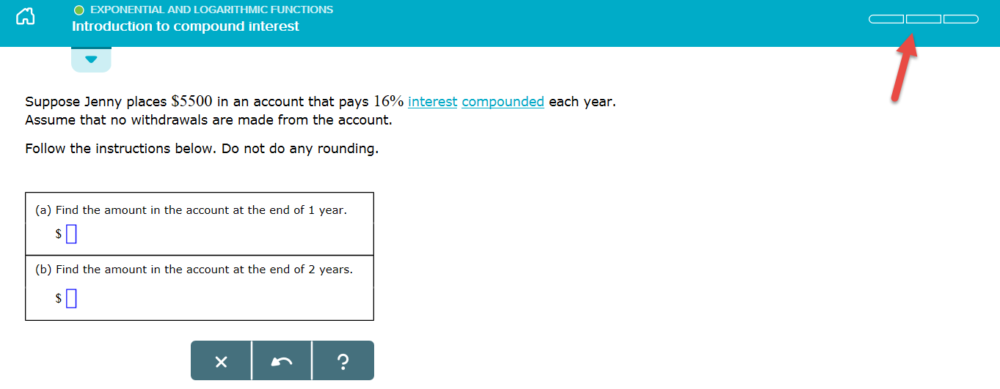 EXPONENTIAL AND LOGARITHMIC FUNCTIONS
Introduction to compound interest
Suppose Jenny places $5500 in an account that pays 16% interest compounded each year.
Assume that no withdrawals are made from the account.
Follow the instructions below. Do not do any rounding.
(a) Find the amount in the account at the end of 1 year.
$
(b) Find the amount in the account at the end of 2 years.
$
?